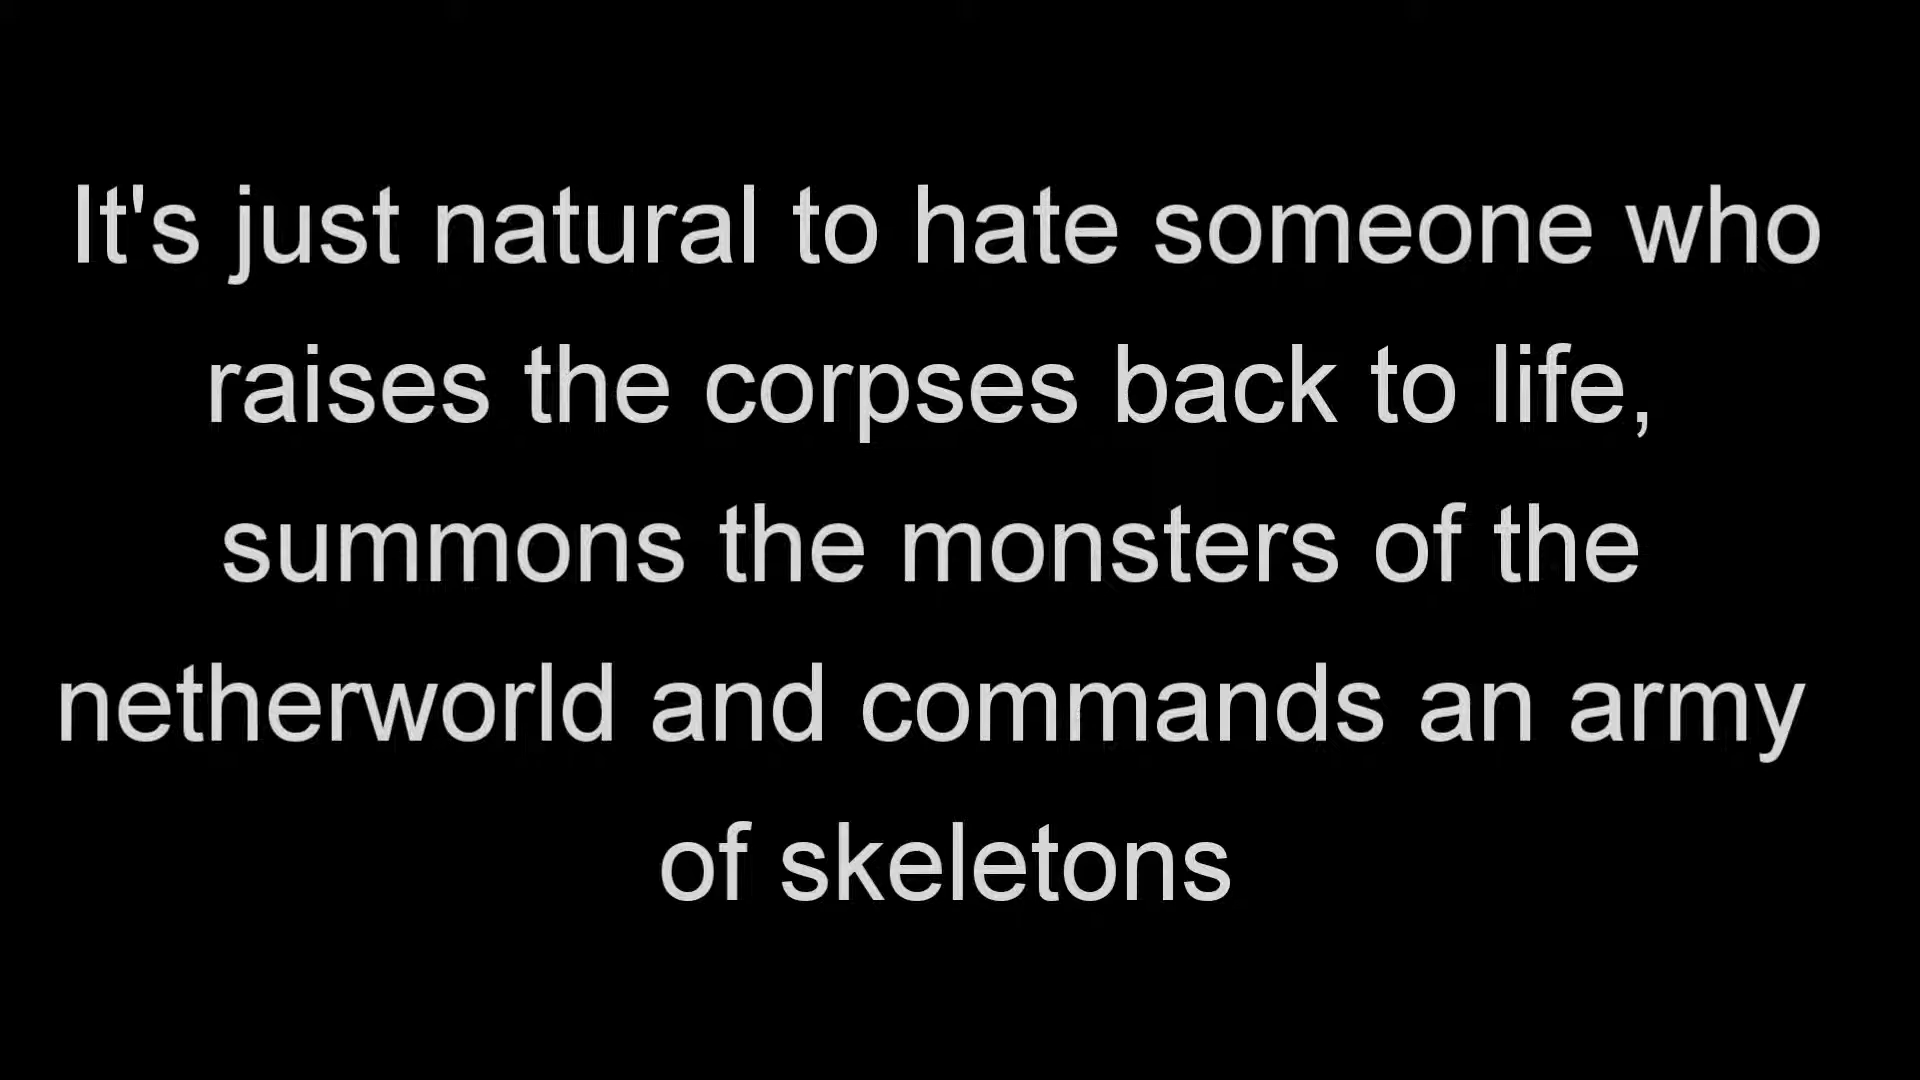 It's just natural to hate someone who
raises the corpses back to life,
summons the monsters of the
netherworld and commands an army
of skeletons